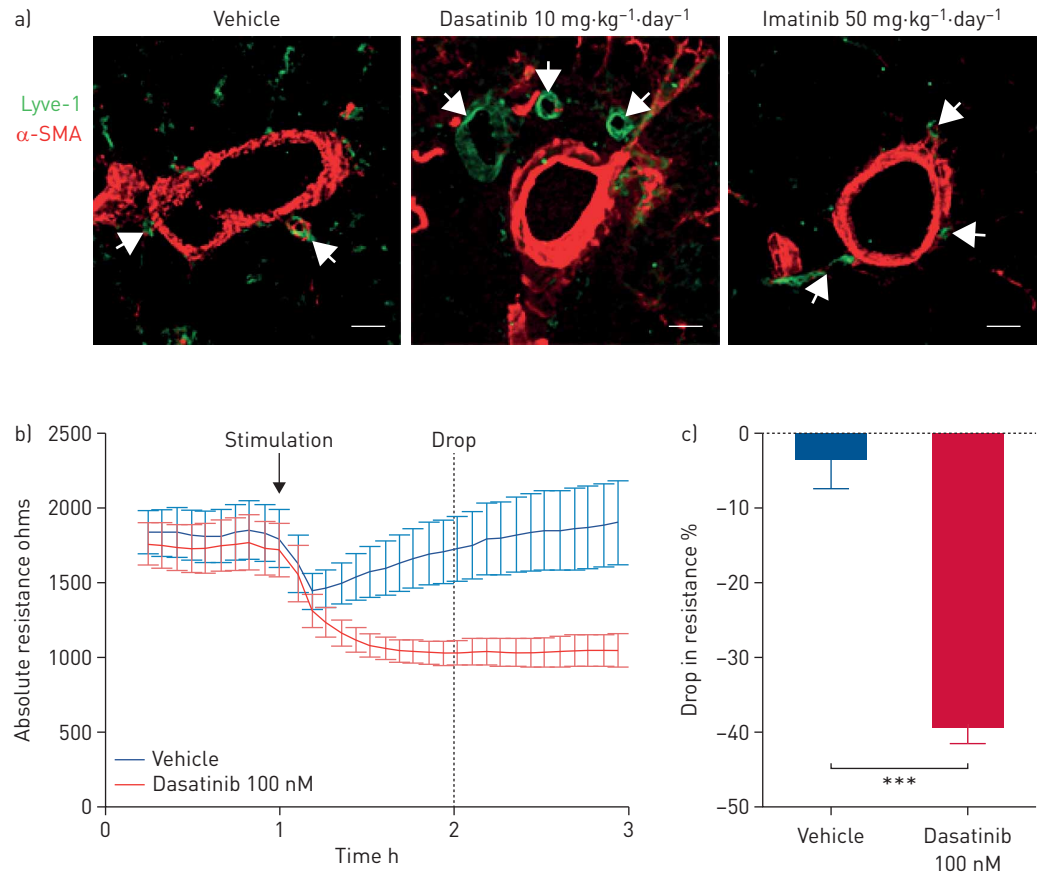 a)
Vehicle
Dasatinib 10 mg·kg⁻¹·day⁻¹
Imatinib 50 mg·kg⁻¹·day⁻¹
Lyve-1
α-SMA
b)
2500
2000
1500
1000
500
0
Absolute resistance ohms
Stimulation
Drop
Vehicle
Dasatinib 100 nM
0
1
2
3
Time h
c)
0
-10
-20
-30
-40
-50
Drop in resistance %
***
Vehicle
Dasatinib
100 nM